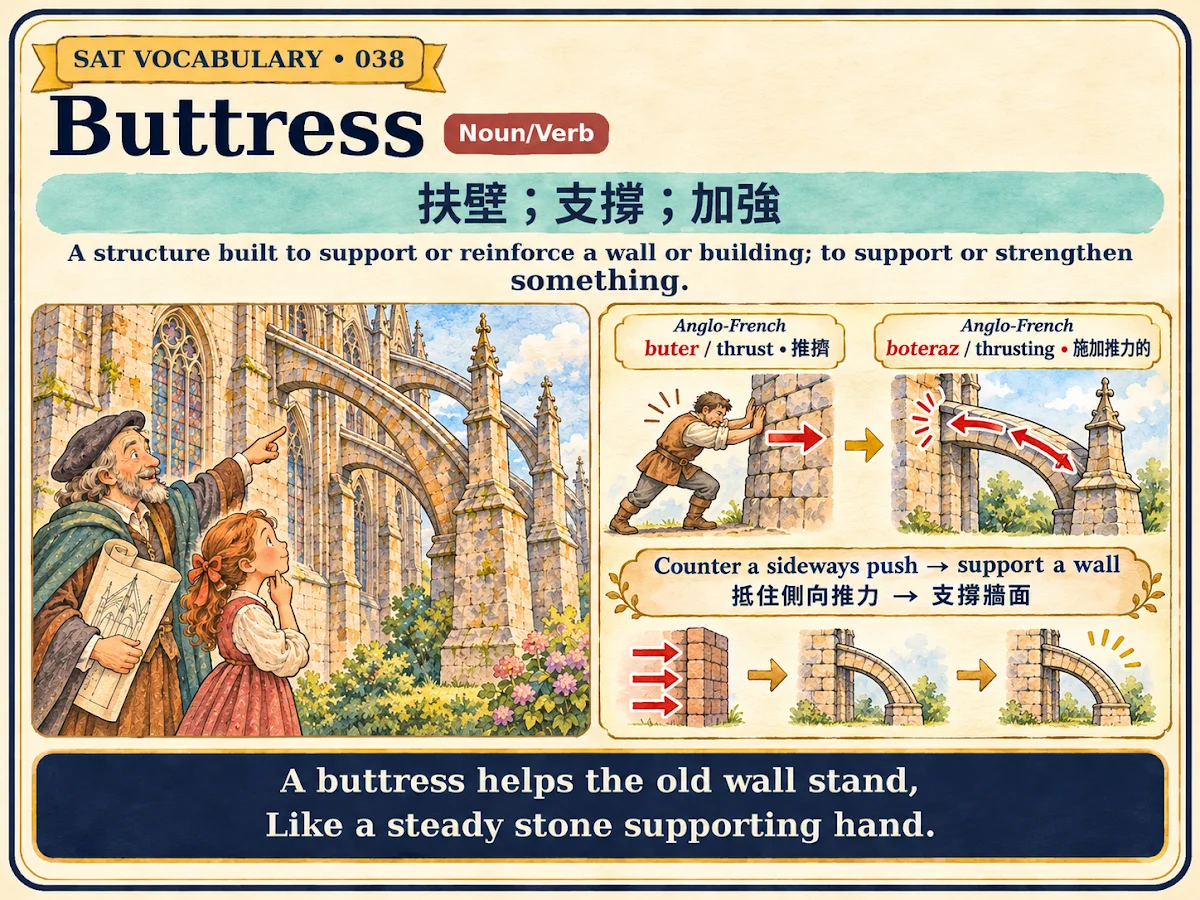 SAT VOCABULARY • 038
Buttress
Noun/Verb
扶壁；支撐；加強
A structure built to support or reinforce a wall or building; to support or strengthen
something.
Anglo-French
buter / thrust • 推擠
Anglo-French
boteraz / thrusting • 施加推力的
Counter a sideways push → support a wall
抵住側向推力 → 支撐牆面
A buttress helps the old wall stand,
Like a steady stone supporting hand.